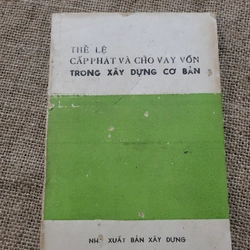 THỂ LỆ
CẤP PHÁT VÀ CHO VAY VỐN
TRONG XÂY DỰNG CƠ BẢN
NHÀ XUẤT BẢN XÂY DỰNG